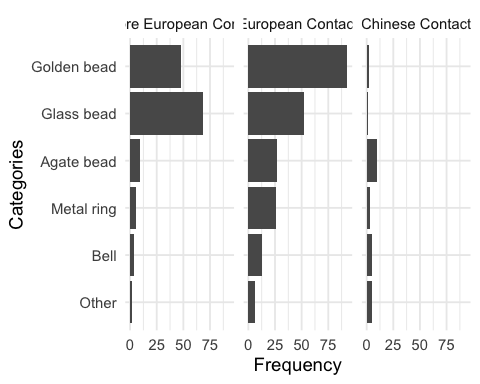 re European Con
European Contac
Chinese Contact
Categories
Golden bead
Glass bead
Agate bead
Metal ring
Bell
Other
0 25 50 75
0 25 50 75
0 25 50 75
Frequency